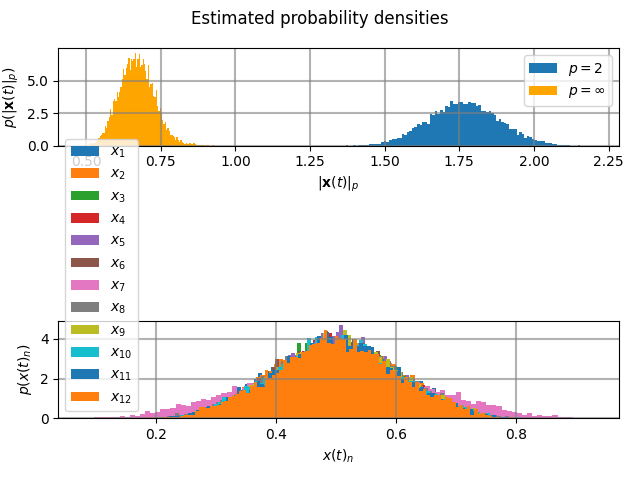 Estimated probability densities
p(|x(t)|p)
5.0
2.5
0.0
p = 2
p = ∞
0.50 0.75 1.00 1.25 1.50 1.75 2.00 2.25
|x(t)|p
x1
x2
x3
x4
x5
x6
x7
x8
x9
x10
x11
x12
p(x(t)n)
4
2
0
0.2 0.4 0.6 0.8
x(t)n